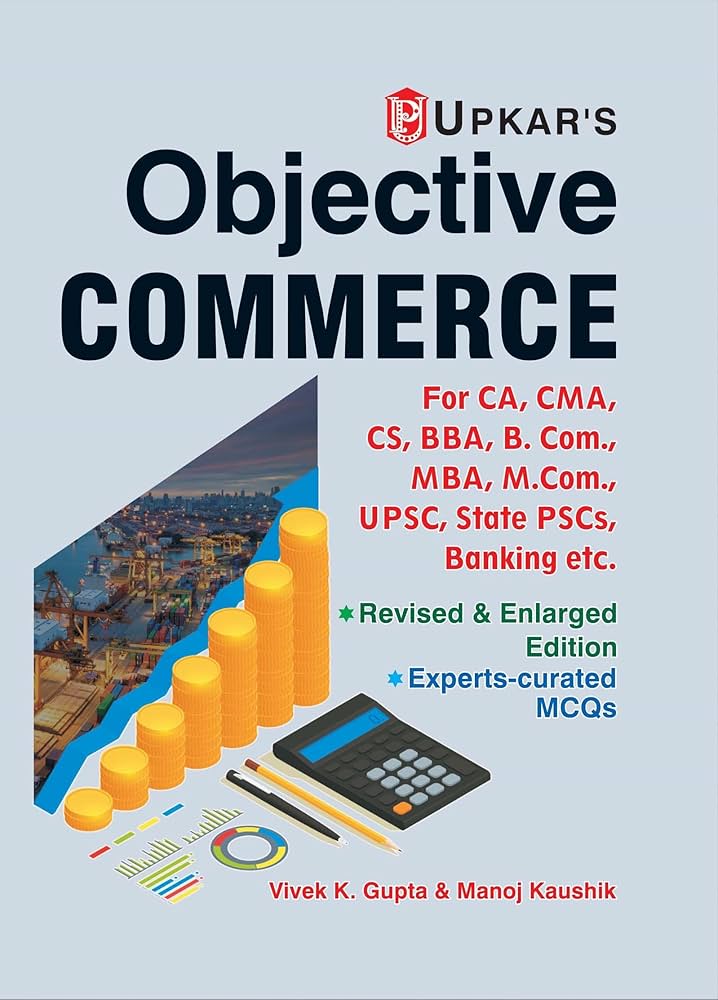 UPKAR'S
Objective
COMMERCE
For CA, CMA,
CS, BBA, B. Com.,
MBA, M.Com.,
UPSC, State PSCs,
Banking etc.
Revised & Enlarged
Edition
Experts-curated
MCQs
Vivek K. Gupta & Manoj Kaushik